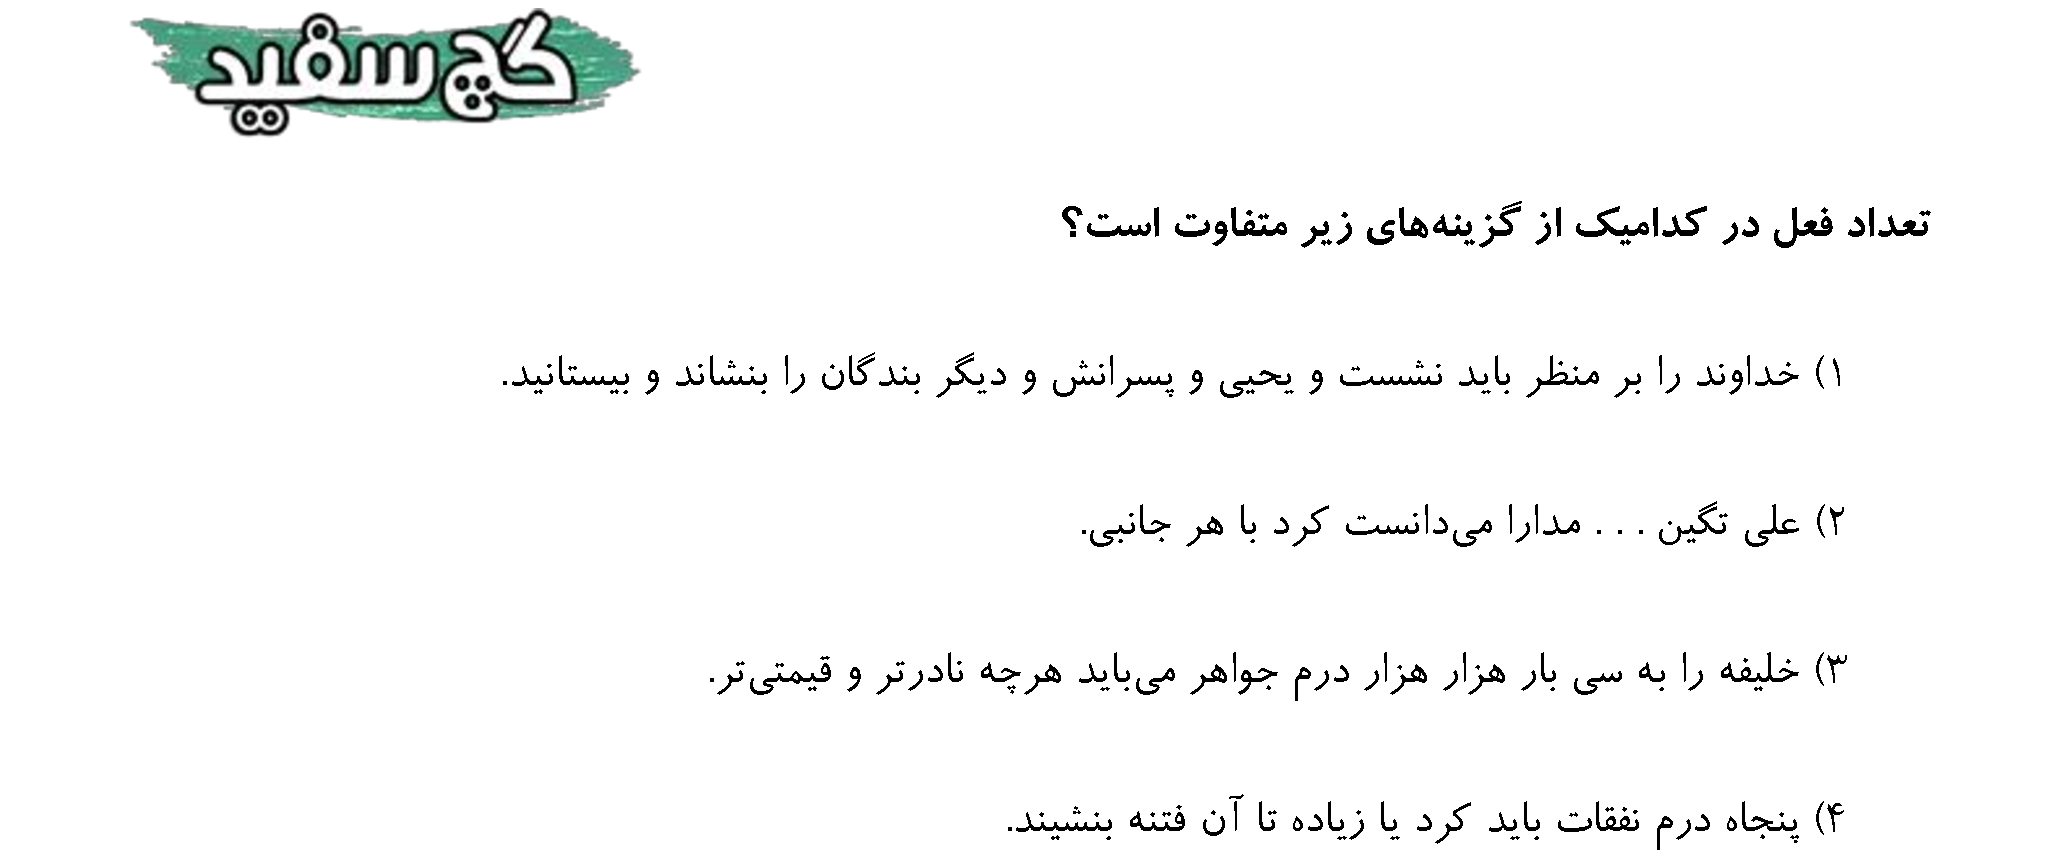 گچ سفید
تعداد فعل در کدامیک از گزینه‌های زیر متفاوت است؟
۱) خداوند را بر منظر باید نشست و یحیی و پسرانش و دیگر بندگان را بنشاند و بیستانید.
۲) علی تگین . . . مدارا می‌دانست کرد با هر جانبی.
۳) خلیفه را به سی بار هزار هزار درم جواهر می‌باید هرچه نادرتر و قیمتی‌تر.
۴) پنجاه درم نفقات باید کرد یا زیاده تا آن فتنه بنشیند.